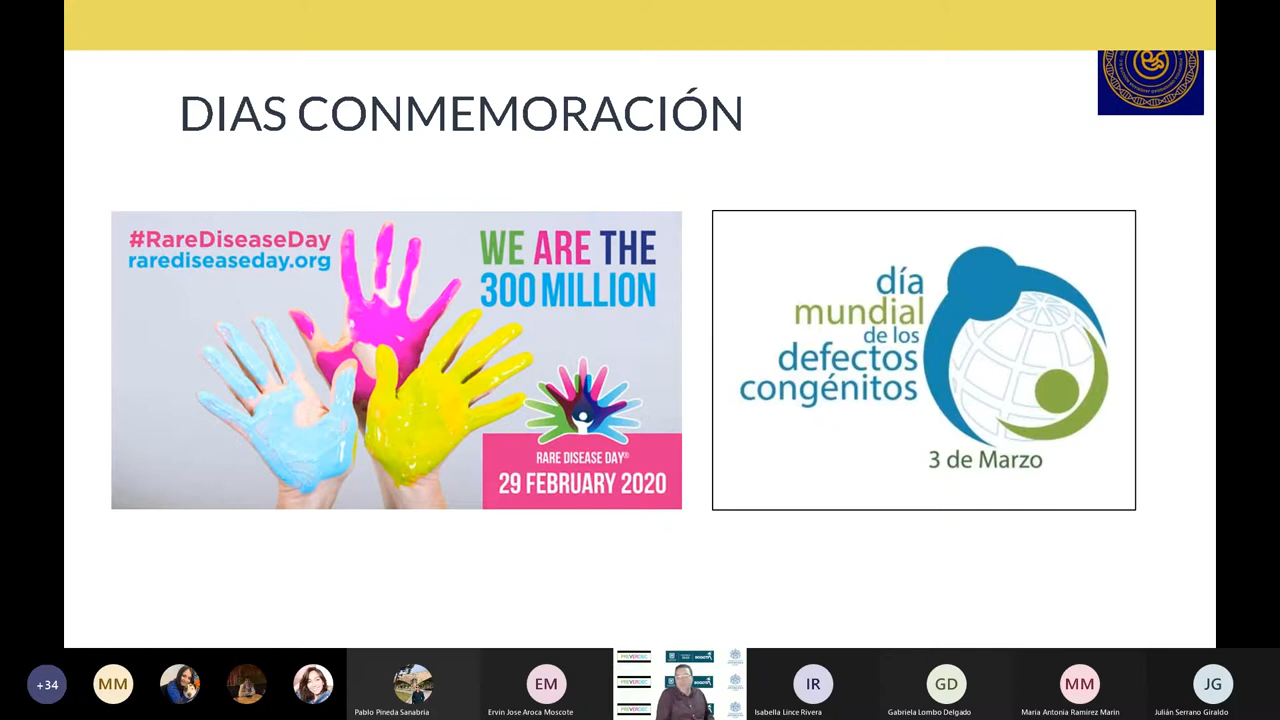 DIAS CONMEMORACIÓN
#RareDiseaseDay
rarediseaseday.org
WE ARE THE
300 MILLION
RARE DISEASE DAY®
29 FEBRUARY 2020
día
mundial
de los
defectos
congénitos
3 de Marzo
+34
MM
Pablo Pineda Sanabria
EM
Ervin Jose Aroca Moscote
PREVERDEC
BOGOTÁ
IR
Isabella Lince Rivera
GD
Gabriela Lombo Delgado
MM
Maria Antonia Ramirez Marin
JG
Julián Serrano Giraldo